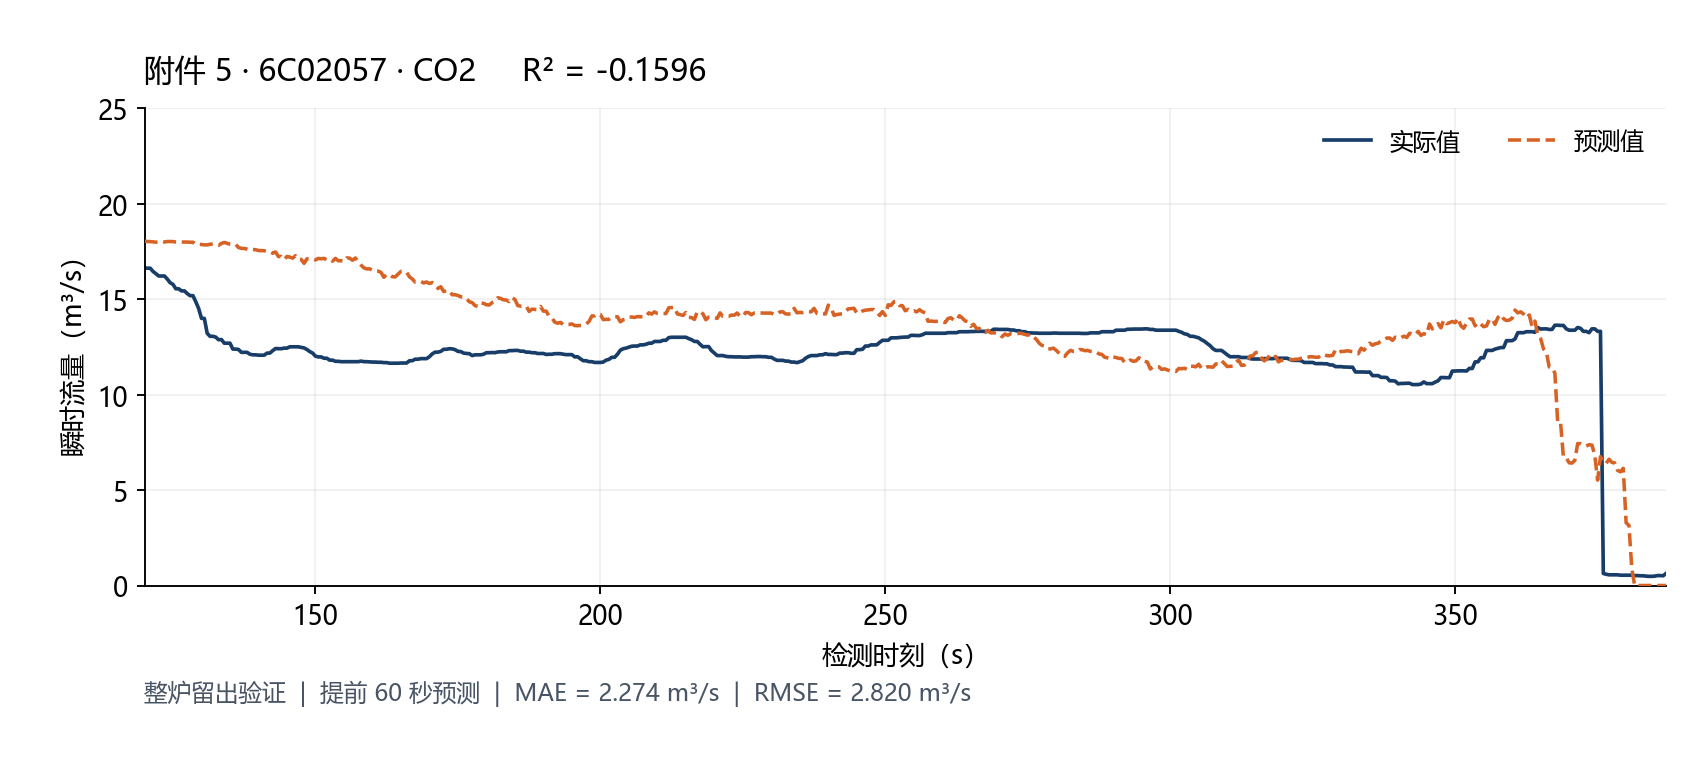 附件 5 · 6C02057 · CO2 R² = -0.1596
25
20
15
10
5
0
瞬时流量（m³/s）
实际值 预测值
150 200 250 300 350
检测时刻（s）
整炉留出验证 | 提前 60 秒预测 | MAE = 2.274 m³/s | RMSE = 2.820 m³/s